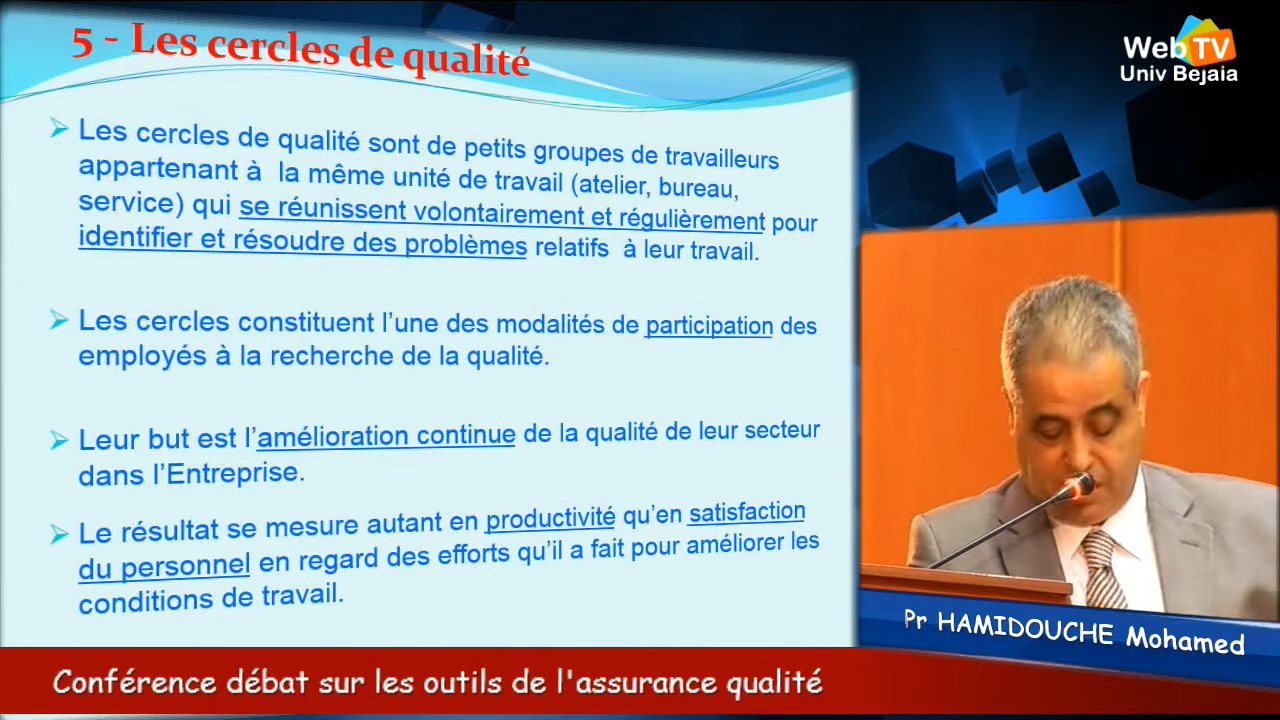 5 - Les cercles de qualité
Les cercles de qualité sont de petits groupes de travailleurs
appartenant à la même unité de travail (atelier, bureau,
service) qui se réunissent volontairement et régulièrement pour
identifier et résoudre des problèmes relatifs à leur travail.
Les cercles constituent l’une des modalités de participation des
employés à la recherche de la qualité.
Leur but est l’amélioration continue de la qualité de leur secteur
dans l’Entreprise.
Le résultat se mesure autant en productivité qu’en satisfaction
du personnel en regard des efforts qu’il a fait pour améliorer les
conditions de travail.
Web TV
Univ Bejaia
Pr HAMIDOUCHE Mohamed
Conférence débat sur les outils de l'assurance qualité